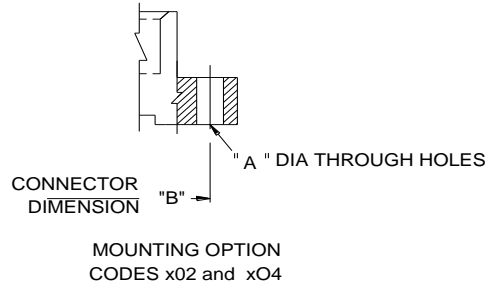 " A " DIA THROUGH HOLES
CONNECTOR
DIMENSION "B"
MOUNTING OPTION
CODES x02 and xO4